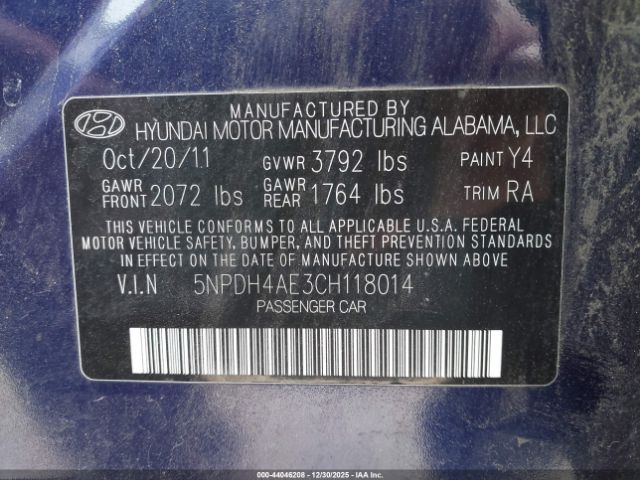 MANUFACTURED BY
HYUNDAI MOTOR MANUFACTURING ALABAMA, LLC
Oct/20/11 GVWR 3792 lbs PAINT Y4
GAWR FRONT 2072 lbs GAWR REAR 1764 lbs TRIM RA
THIS VEHICLE CONFORMS TO ALL APPLICABLE U.S.A. FEDERAL
MOTOR VEHICLE SAFETY, BUMPER, AND THEFT PREVENTION
STANDARDS IN EFFECT ON THE DATE OF MANUFACTURE SHOWN ABOVE
V.I.N 5NPDH4AE3CH118014
PASSENGER CAR
000-44046208 - 12/30/2025 - IAAI.COM